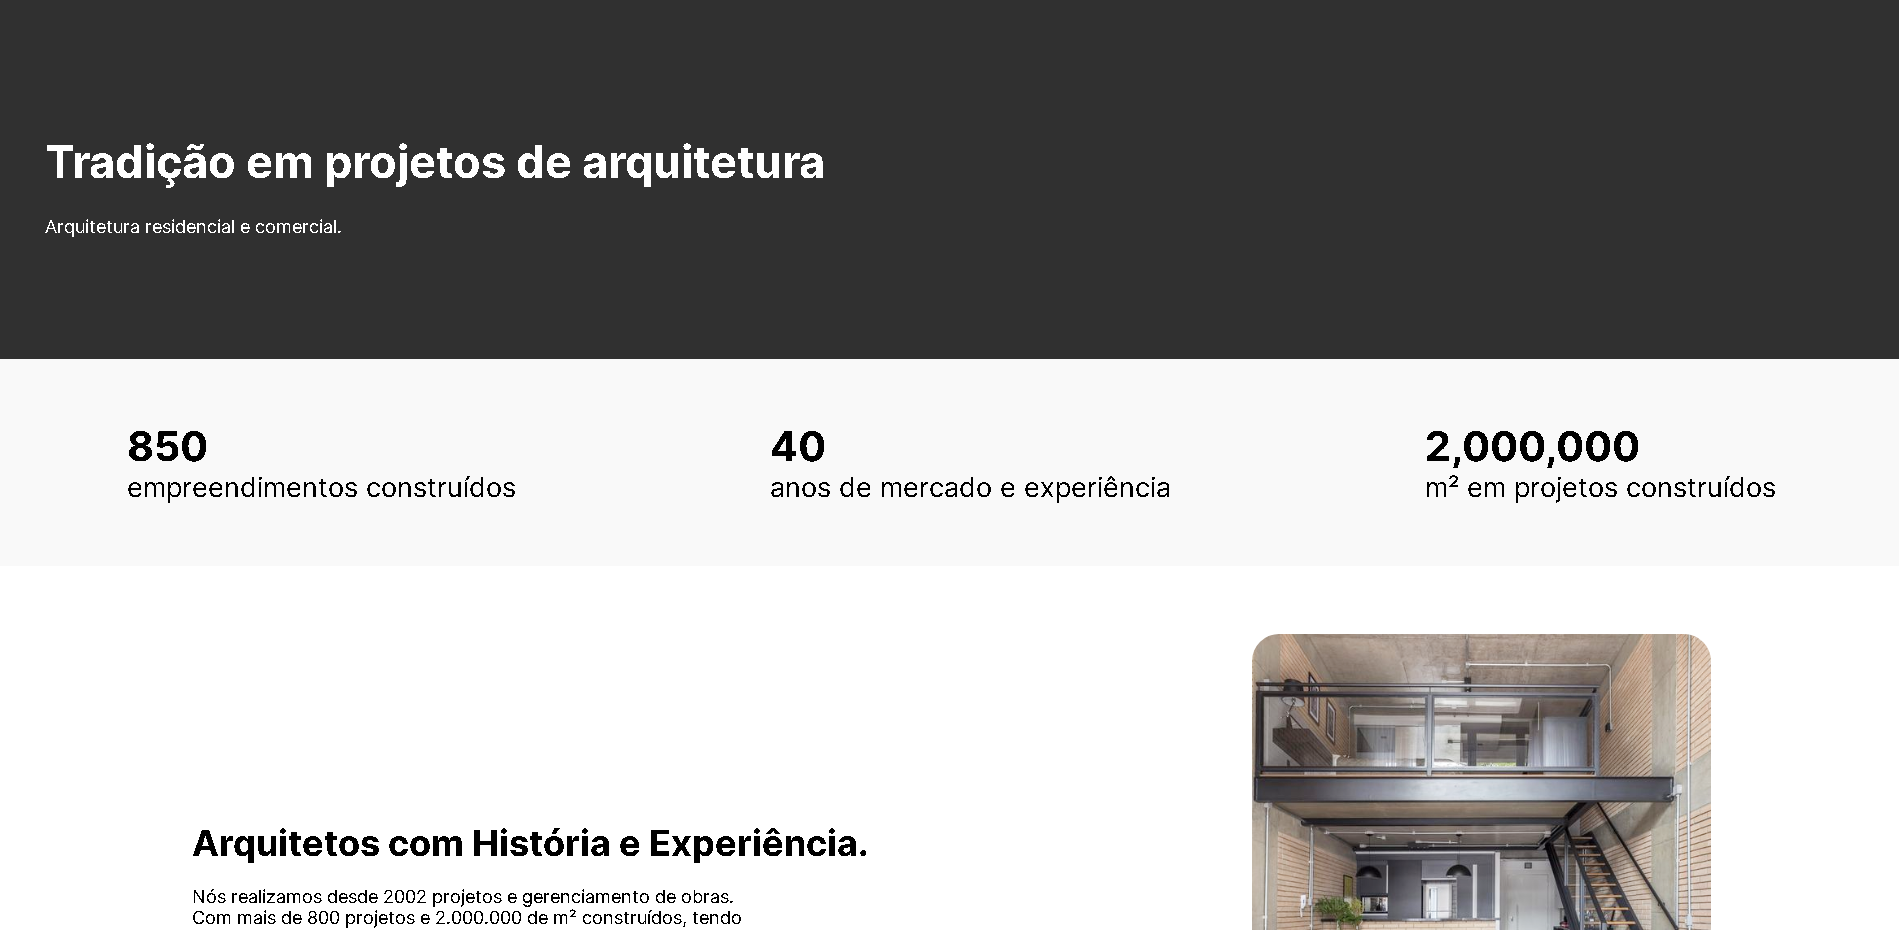 Tradição em projetos de arquitetura
Arquitetura residencial e comercial.
850
empreendimentos construídos
40
anos de mercado e experiência
2,000,000
m² em projetos construídos
Arquitetos com História e Experiência.
Nós realizamos desde 2002 projetos e gerenciamento de obras.
Com mais de 800 projetos e 2.000.000 de m² construídos, tendo